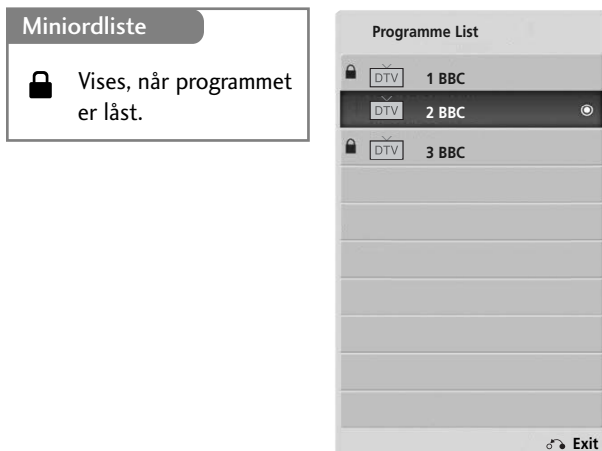 Miniordliste
Vises, når programmet
er låst.
Programme List
DTV 1 BBC
DTV 2 BBC
DTV 3 BBC
Exit